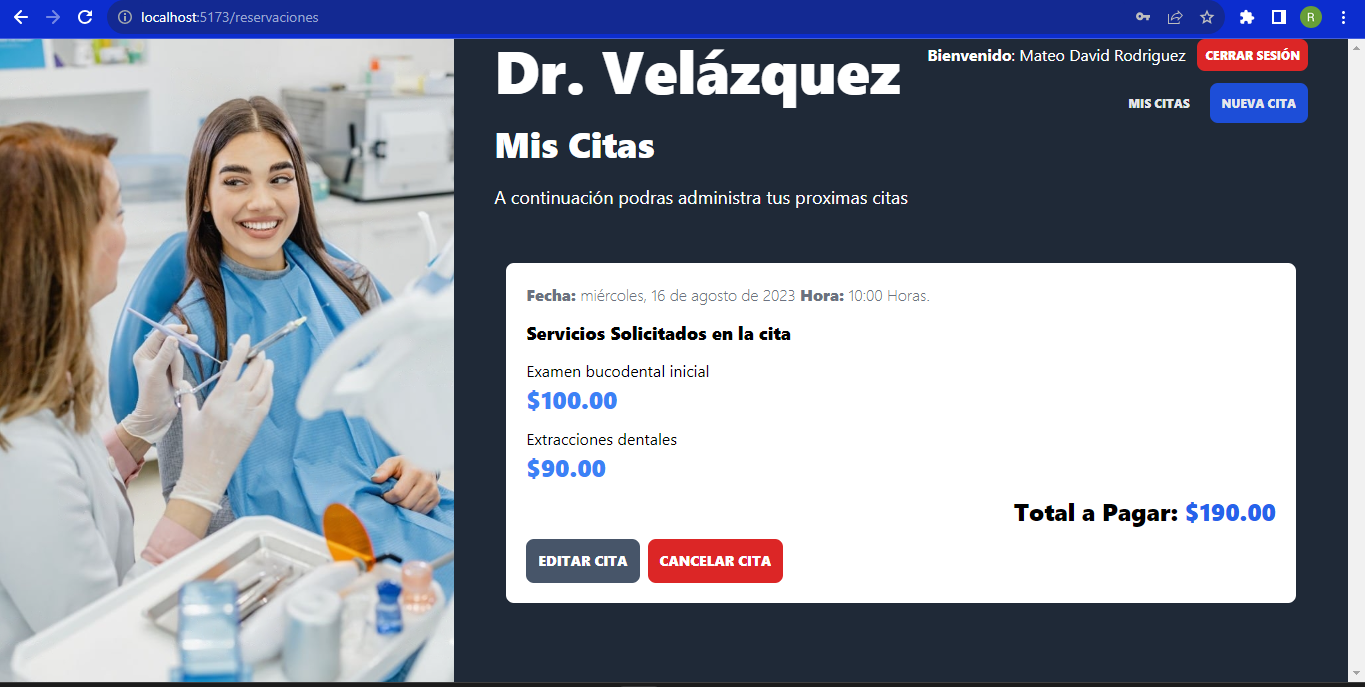 localhost:5173/reservaciones
R
Dr. Velázquez
Bienvenido: Mateo David Rodriguez
CERRAR SESIÓN
MIS CITAS
NUEVA CITA
Mis Citas
A continuación podras administra tus proximas citas
Fecha: miércoles, 16 de agosto de 2023 Hora: 10:00 Horas.
Servicios Solicitados en la cita
Examen bucodental inicial
$100.00
Extracciones dentales
$90.00
Total a Pagar: $190.00
EDITAR CITA
CANCELAR CITA